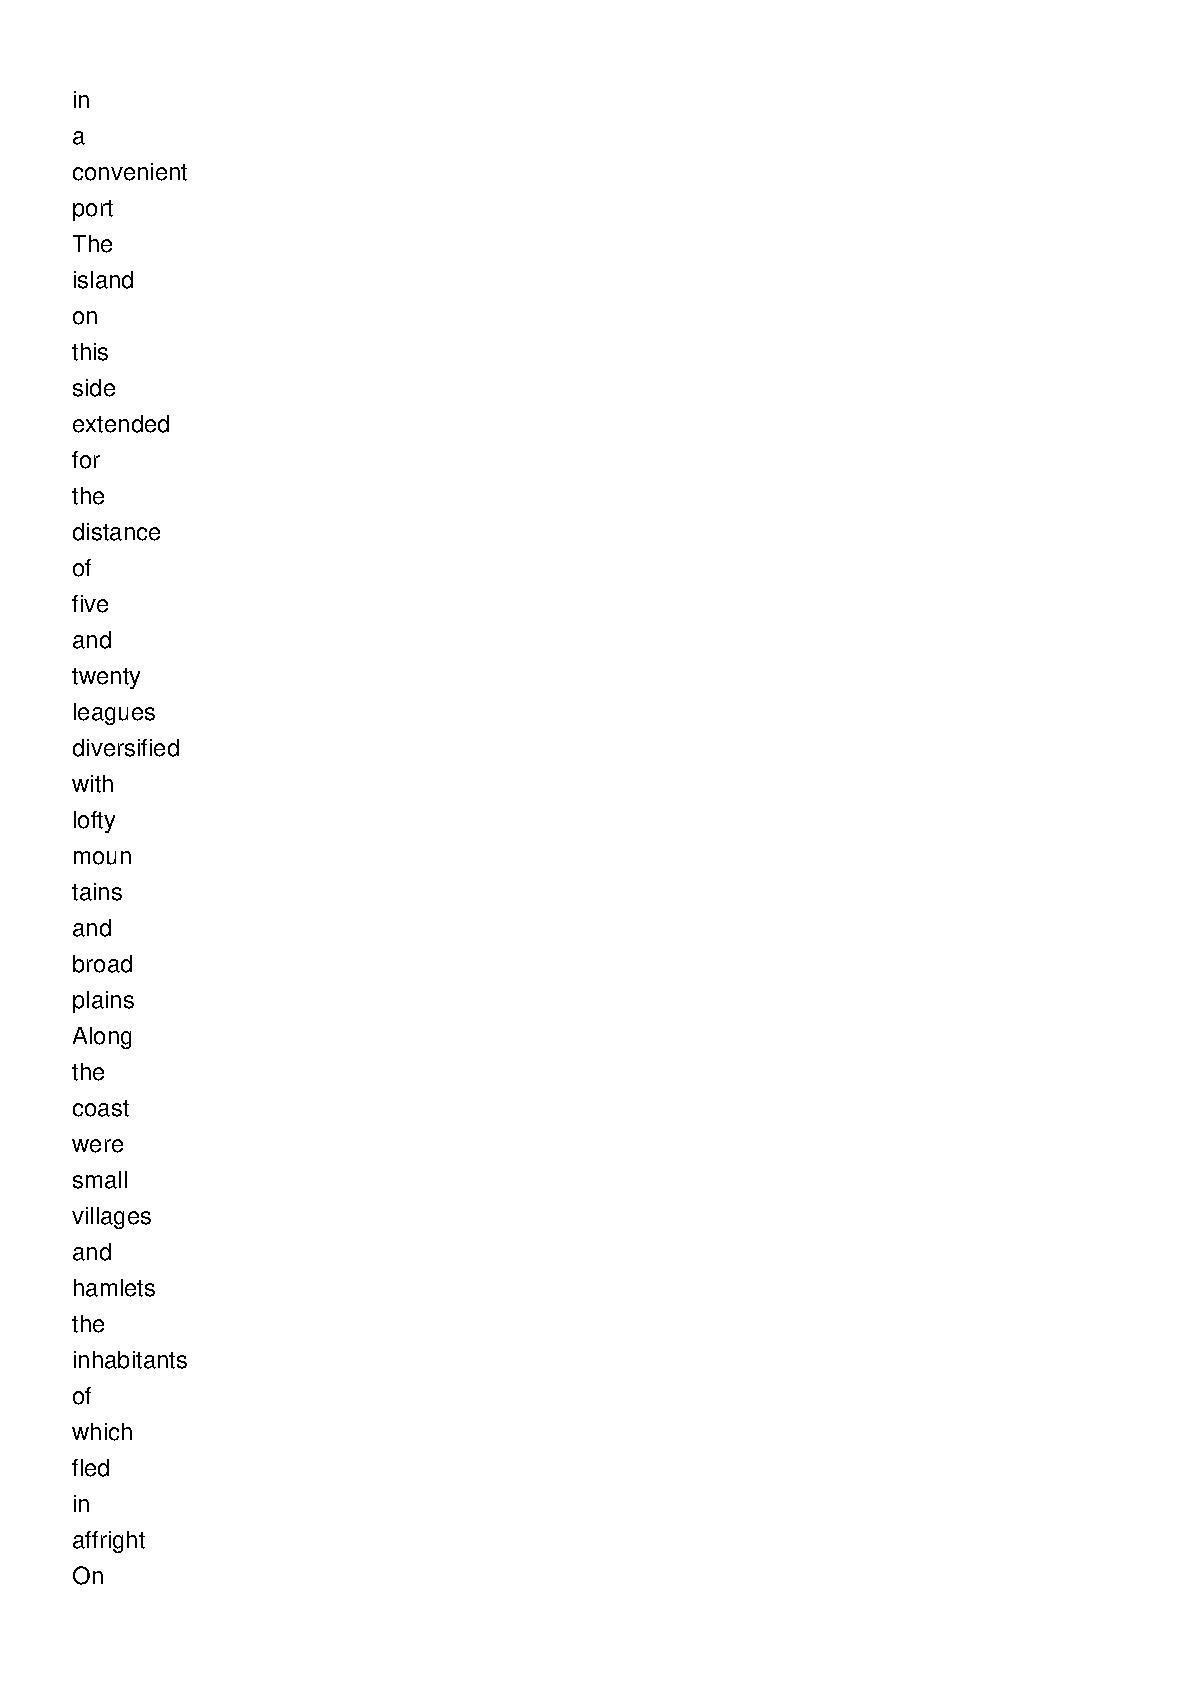 in
a
convenient
port
The
island
on
this
side
extended
for
the
distance
of
five
and
twenty
leagues
diversified
with
lofty
moun
tains
and
broad
plains
Along
the
coast
were
small
villages
and
hamlets
the
inhabitants
of
which
fled
in
affright
On